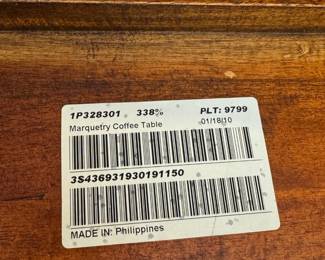 1P328301 338% PLT: 9799
Marquetry Coffee Table 01/18/10
3S436931930191150
MADE IN: Philippines